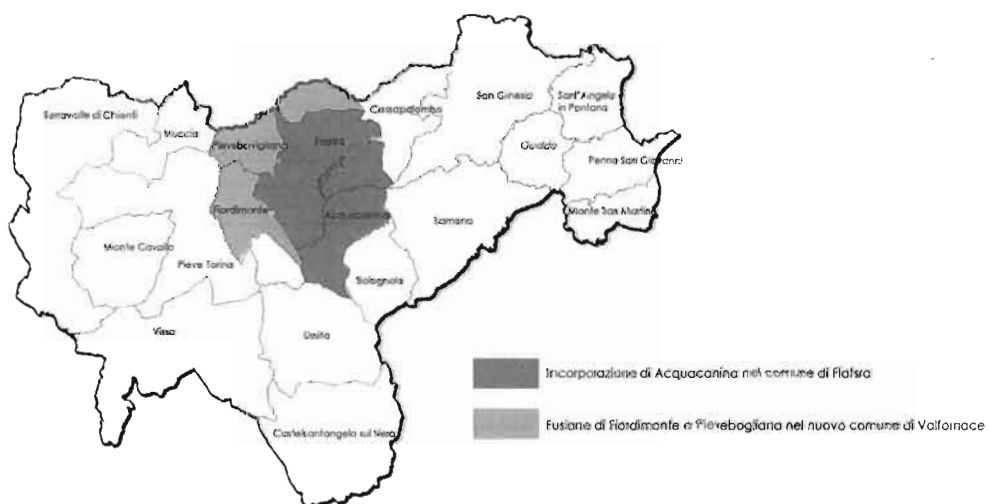 Serravalle di Chienti
Muccia
Pievebovigliana
Fiastra
Cessapalombo
San Ginesio
Sant'Angelo
in Pontano
Gualdo
Penna San Giovanni
Monte San Martino
Fiordimonte
Acquacanina
Sarnano
Monte Cavallo
Pieve Torina
Bolognola
Visso
Ussita
Castelsantangelo sul Nera
Incorporazione di Acquacanina nel comune di Fiatsra
Fusione di Fiordimonte e Pievebogliana nel nuovo comune di Valfornace